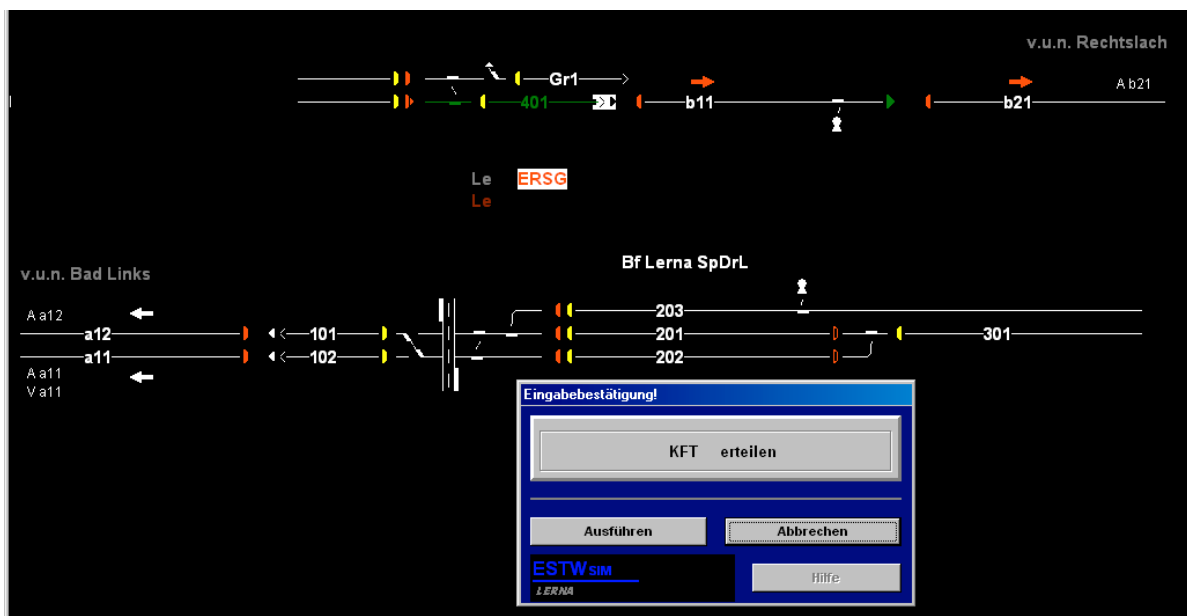 v.u.n. Rechtslach
Gr1
A b21
401
b11
b21
Le ERSG
Le
Bf Lerna SpDrL
v.u.n. Bad Links
A a12
203
a12
101
201
301
a11
102
202
A a11
V a11
Eingabebestätigung!
KFT erteilen
Ausführen
Abbrechen
ESTW SIM
LERNA
Hilfe